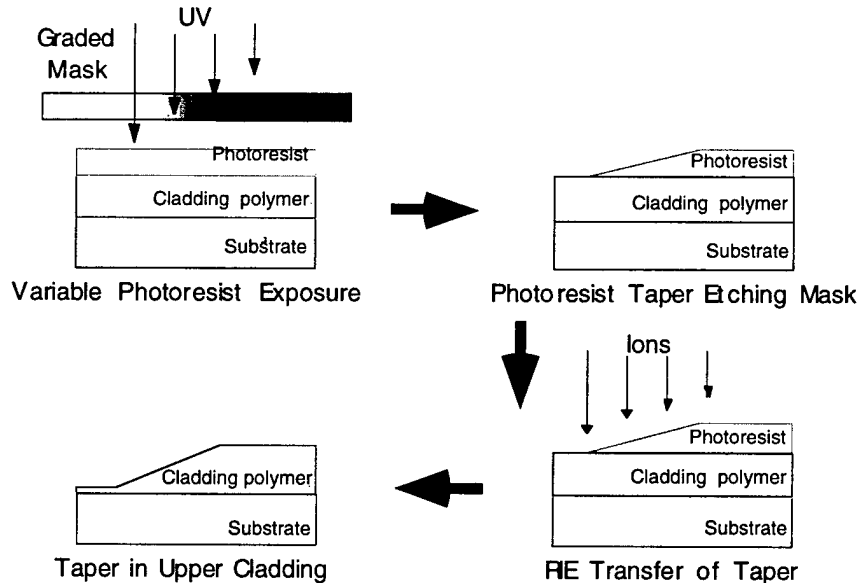 UV
Graded
Mask
Photoresist
Cladding polymer
Substrate
Variable Photoresist Exposure
Photoresist
Cladding polymer
Substrate
Photoresist Taper Etching Mask
Ions
Photoresist
Cladding polymer
Substrate
RIE Transfer of Taper
Cladding polymer
Substrate
Taper in Upper Cladding